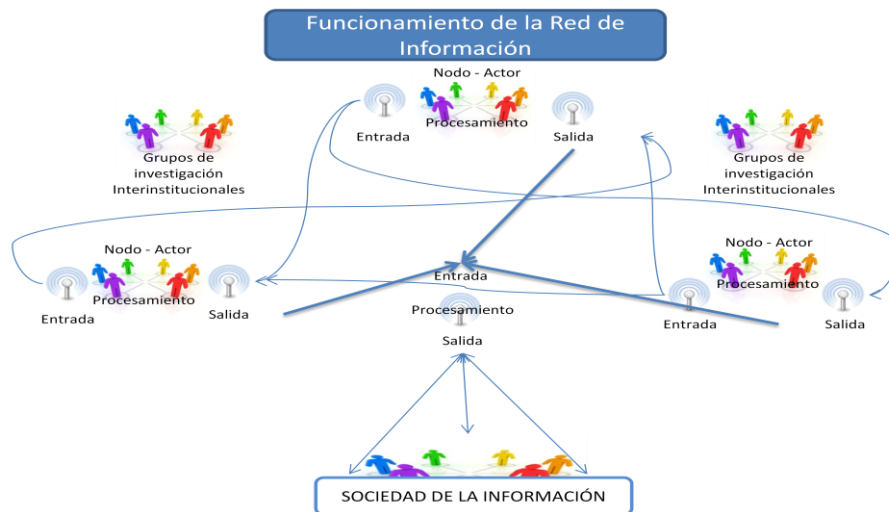 Funcionamiento de la Red de
Información
Nodo - Actor
Entrada
Procesamiento
Salida
Grupos de
investigación
Interinstitucionales
Grupos de
investigación
Interinstitucionales
Nodo - Actor
Procesamiento
Entrada
Salida
Entrada
Procesamiento
Salida
Nodo - Actor
Procesamiento
Entrada
Salida
SOCIEDAD DE LA INFORMACIÓN